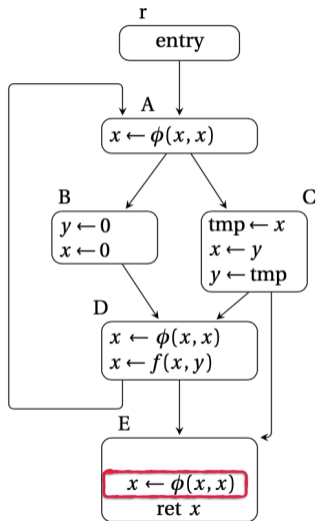 r
entry
A
x ← ϕ(x, x)
B
y ← 0
x ← 0
C
tmp ← x
x ← y
y ← tmp
D
x ← ϕ(x, x)
x ← f(x, y)
E
x ← ϕ(x, x)
ret x